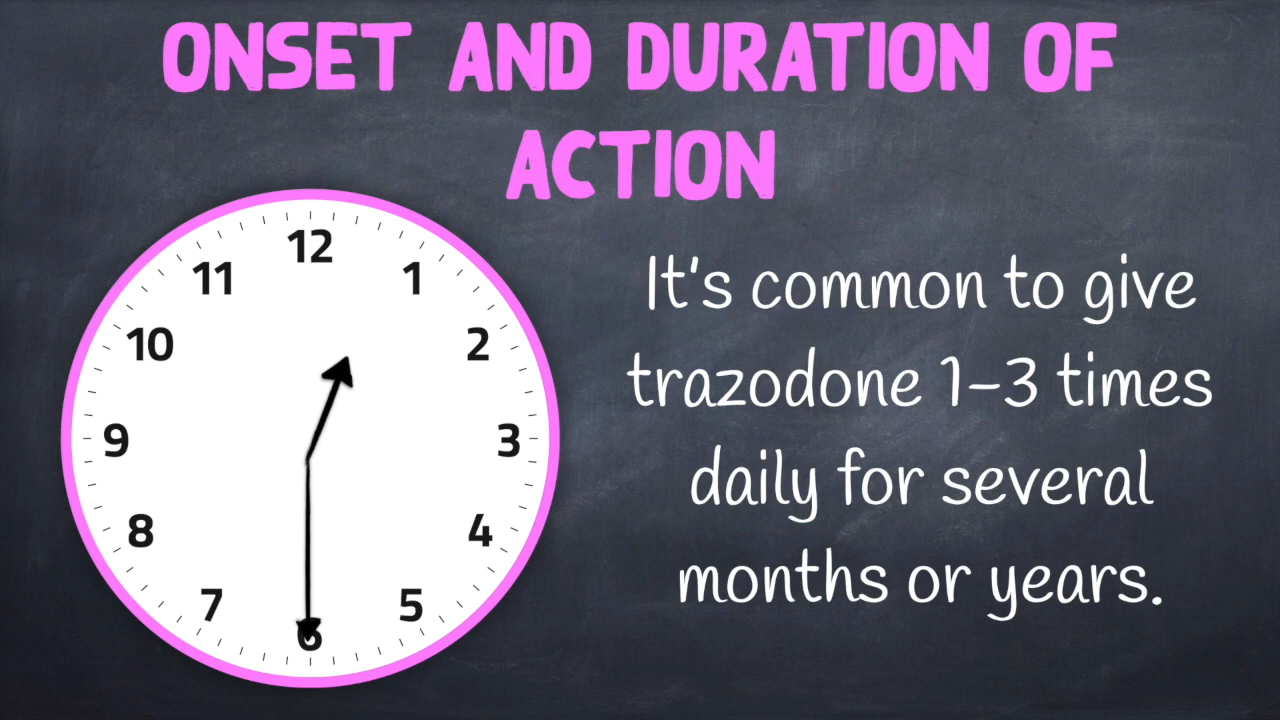 ONSET AND DURATION OF
ACTION
12
11
1
10
2
9
3
8
4
7
5
6
It's common to give
trazodone 1-3 times
daily for several
months or years.